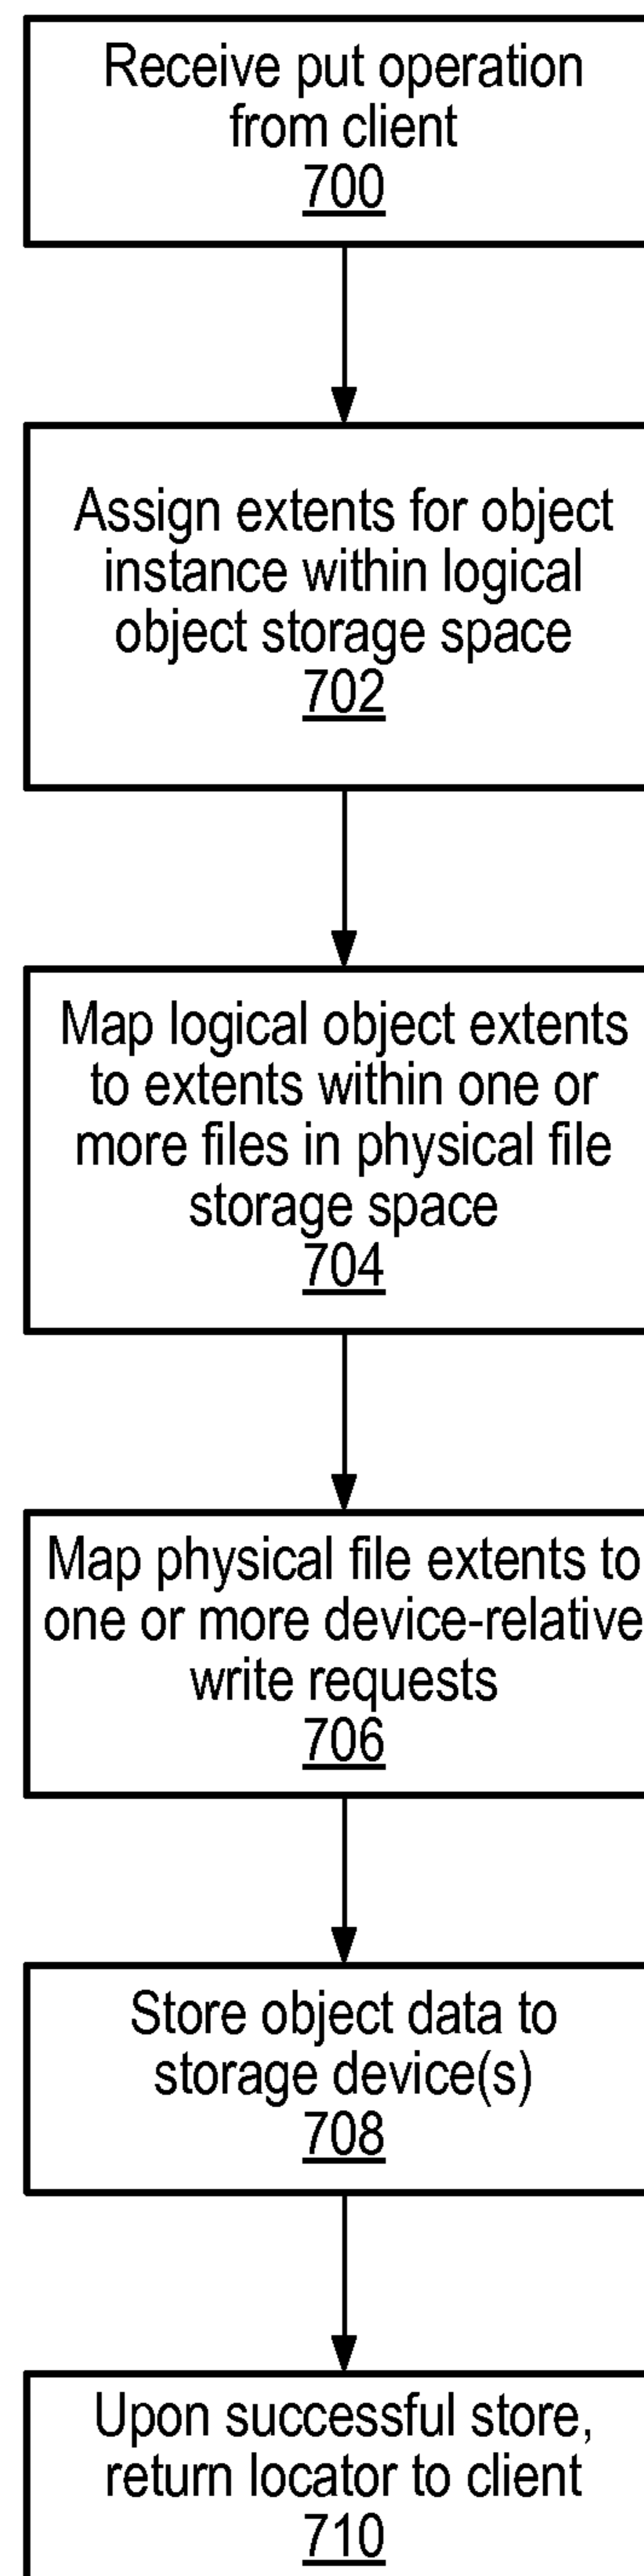 Receive put operation
from client
700
Assign extents for object
instance within logical
object storage space
702
Map logical object extents
to extents within one or
more files in physical file
storage space
704
Map physical file extents to
one or more device-relative
write requests
706
Store object data to
storage device(s)
708
Upon successful store,
return locator to client
710